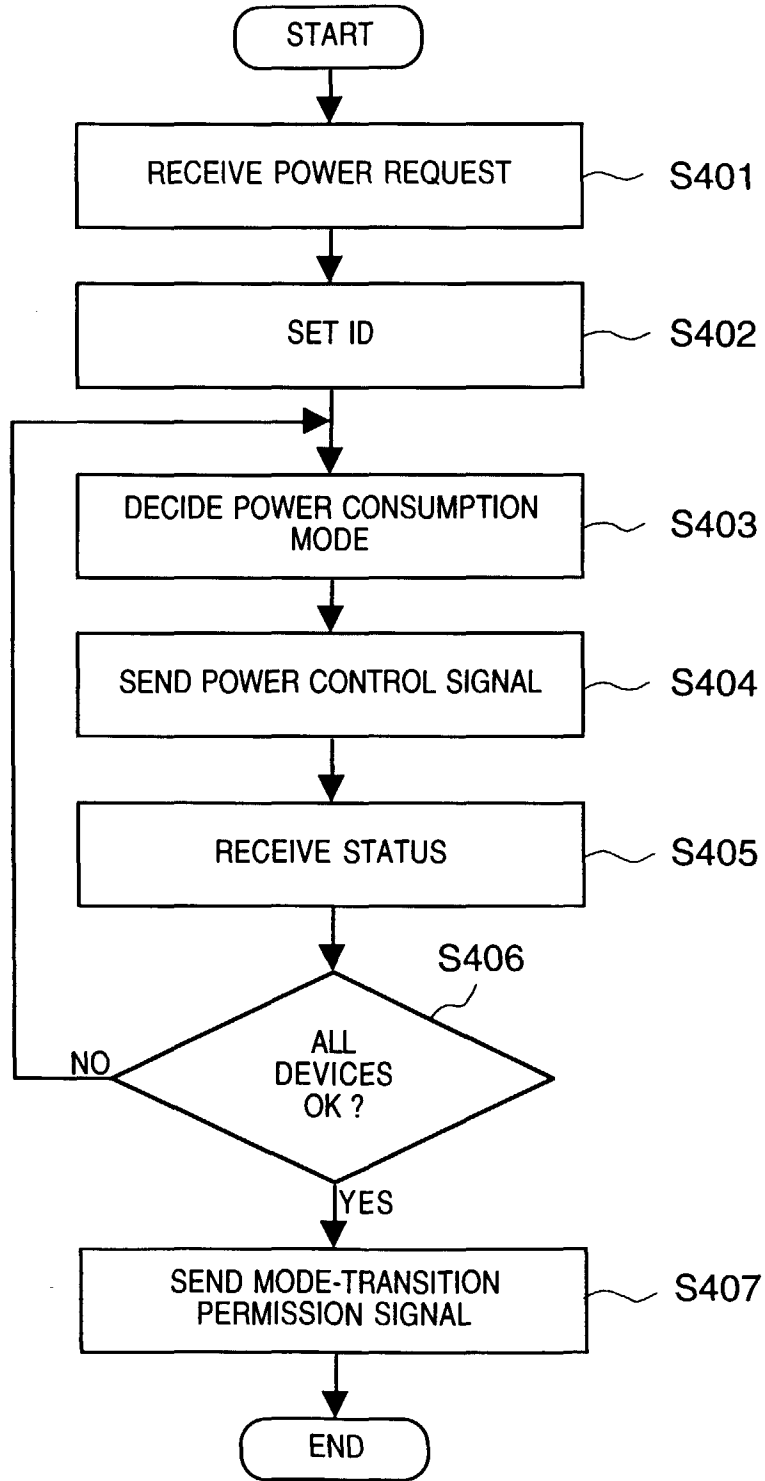 START
RECEIVE POWER REQUEST
S401
SET ID
S402
DECIDE POWER CONSUMPTION
MODE
S403
SEND POWER CONTROL SIGNAL
S404
RECEIVE STATUS
S405
S406
ALL
DEVICES
OK ?
NO
YES
SEND MODE-TRANSITION
PERMISSION SIGNAL
S407
END